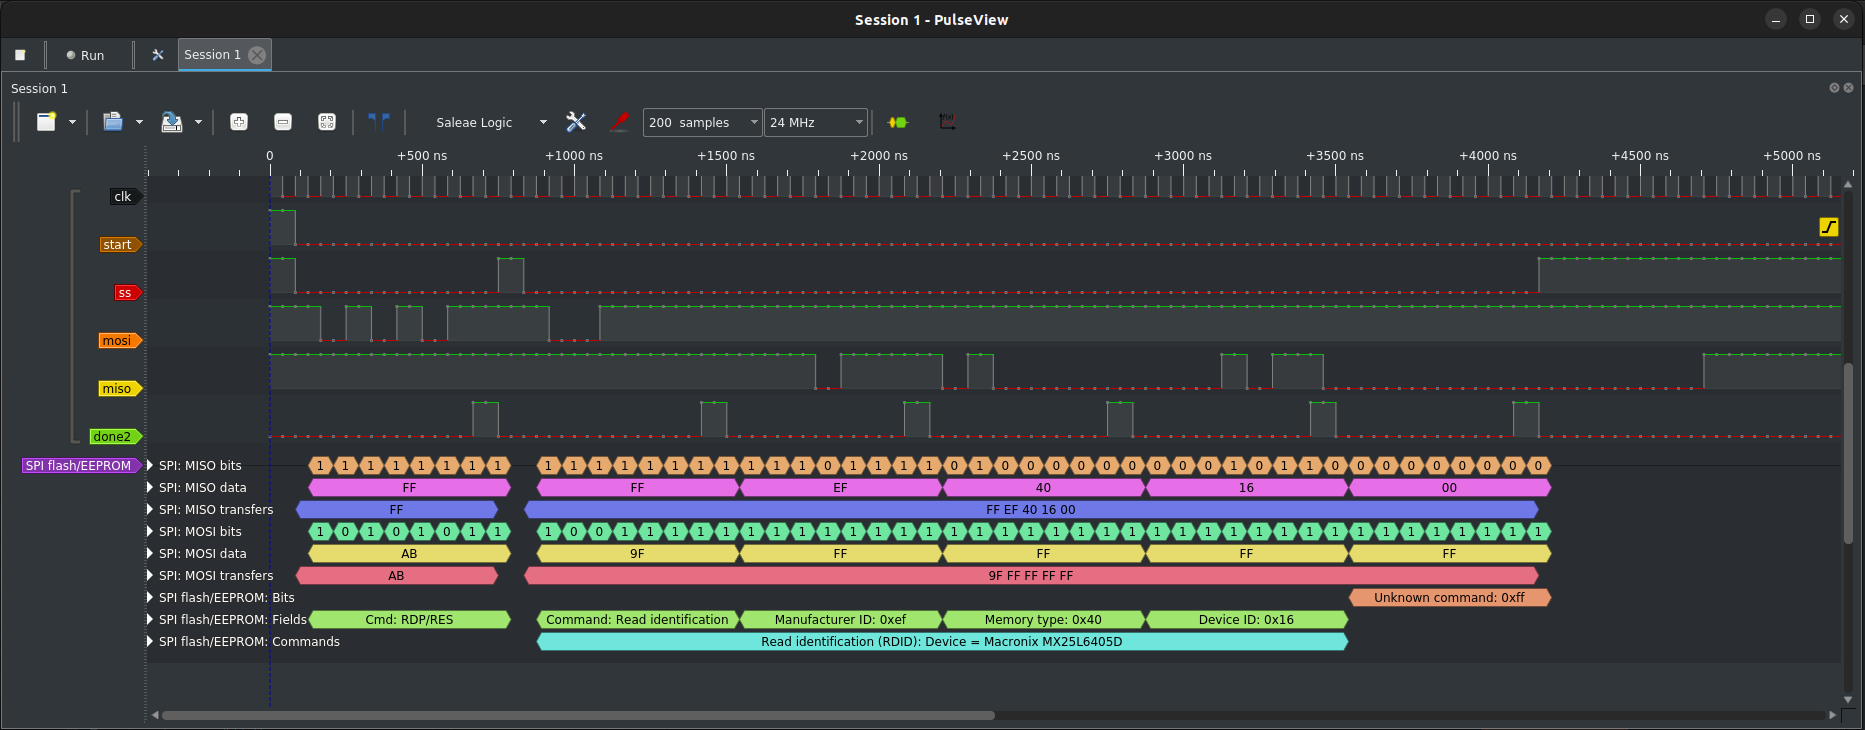 Session 1 - PulseView
Run
Session 1
Session 1
Saleae Logic
200 samples
24 MHz
0 +500 ns +1000 ns +1500 ns +2000 ns +2500 ns +3000 ns +3500 ns +4000 ns +4500 ns +5000 ns
clk
start
ss
mosi
miso
done2
SPI flash/EEPROM
SPI: MISO bits 1 1 1 1 1 1 1 1 1 1 1 1 1 1 1 1 1 1 1 0 1 1 1 1 0 1 0 0 0 0 0 0 0 0 0 1 0 1 1 0 0 0 0 0 0 0 0 0
SPI: MISO data FF FF EF 40 16 00
SPI: MISO transfers FF FF EF 40 16 00
SPI: MOSI bits 1 0 1 0 1 0 1 1 1 0 0 1 1 1 1 1 1 1 1 1 1 1 1 1 1 1 1 1 1 1 1 1 1 1 1 1 1 1 1 1 1 1 1 1 1 1 1 1
SPI: MOSI data AB 9F FF FF FF FF
SPI: MOSI transfers AB 9F FF FF FF FF
SPI flash/EEPROM: Bits Unknown command: 0xff
SPI flash/EEPROM: Fields Cmd: RDP/RES Command: Read identification Manufacturer ID: 0xef Memory type: 0x40 Device ID: 0x16
SPI flash/EEPROM: Commands Read identification (RDID): Device = Macronix MX25L6405D